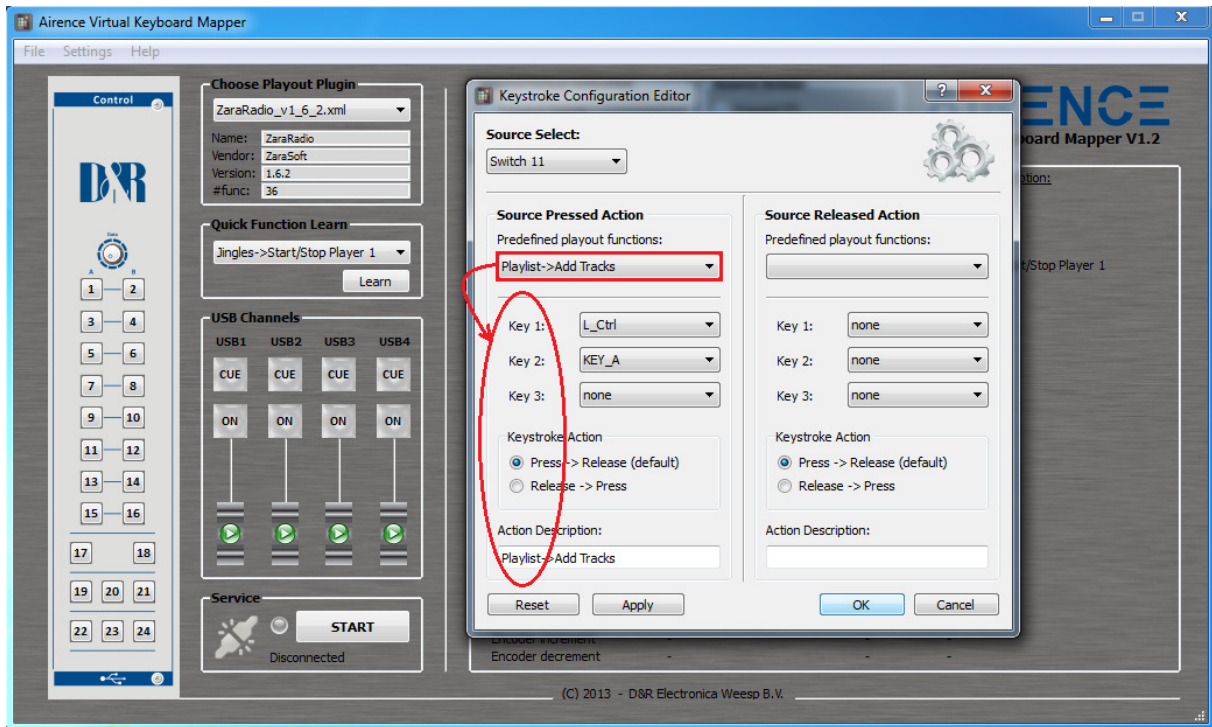 Airence Virtual Keyboard Mapper
File Settings Help
Control
D&R
Data
A B
1 2
3 4
5 6
7 8
9 10
11 12
13 14
15 16
17 18
19 20 21
22 23 24
Choose Playout Plugin
ZaraRadio_v1_6_2.xml
Name: ZaraRadio
Vendor: ZaraSoft
Version: 1.6.2
#func: 36
Quick Function Learn
Jingles->Start/Stop Player 1
Learn
USB Channels
USB1 USB2 USB3 USB4
CUE CUE CUE CUE
ON ON ON ON
Service
START
Disconnected
Keystroke Configuration Editor
? X
Source Select:
Switch 11
Source Pressed Action
Predefined playout functions:
Playlist->Add Tracks
Key 1: L_Ctrl
Key 2: KEY_A
Key 3: none
Keystroke Action
Press -> Release (default)
Release -> Press
Action Description:
Playlist->Add Tracks
Source Released Action
Predefined playout functions:
Key 1: none
Key 2: none
Key 3: none
Keystroke Action
Press -> Release (default)
Release -> Press
Action Description:
Reset Apply OK Cancel
ENCE
board Mapper V1.2
ption:
t/Stop Player 1
Encoder increment - - -
Encoder decrement - - -
(C) 2013 - D&R Electronica Weesp B.V.